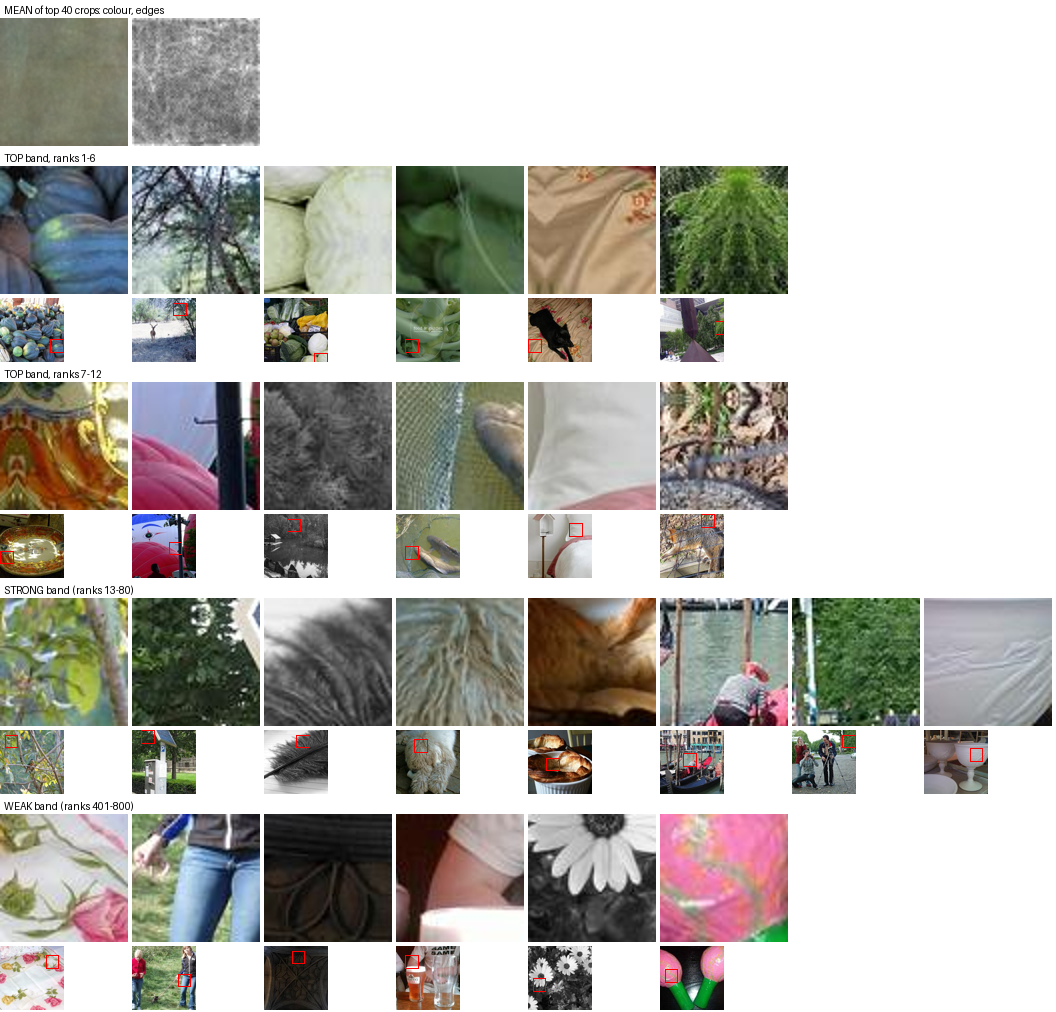 MEAN of top 40 crops: colour, edges
TOP band, ranks 1-6
TOP band, ranks 7-12
STRONG band (ranks 13-80)
WEAK band (ranks 401-800)